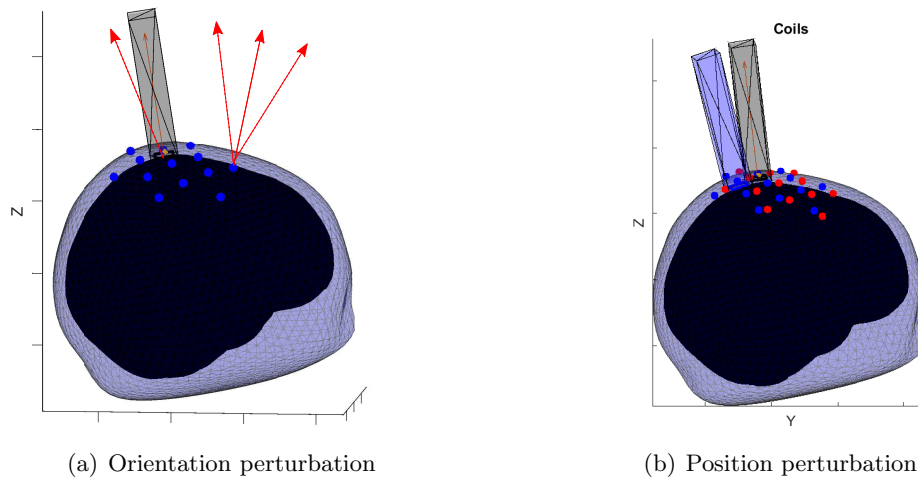 Coils
Z
Z
Y
(a) Orientation perturbation
(b) Position perturbation